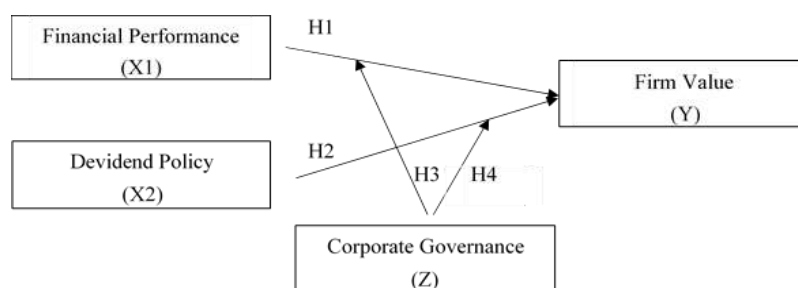 Financial Performance
(X1)
H1
Firm Value
(Y)
Devidend Policy
(X2)
H2
H3
H4
Corporate Governance
(Z)